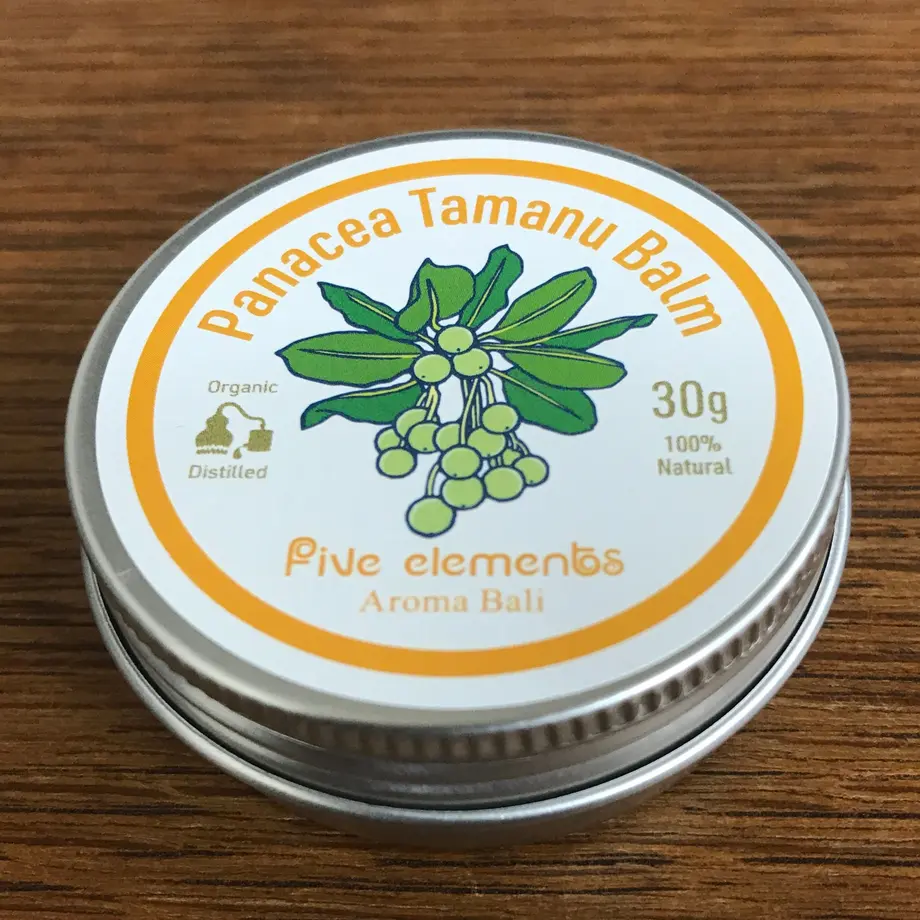 Panacea Tamanu Balm
Organic
Distilled
30g
100%
Natural
Five elements
Aroma Bali